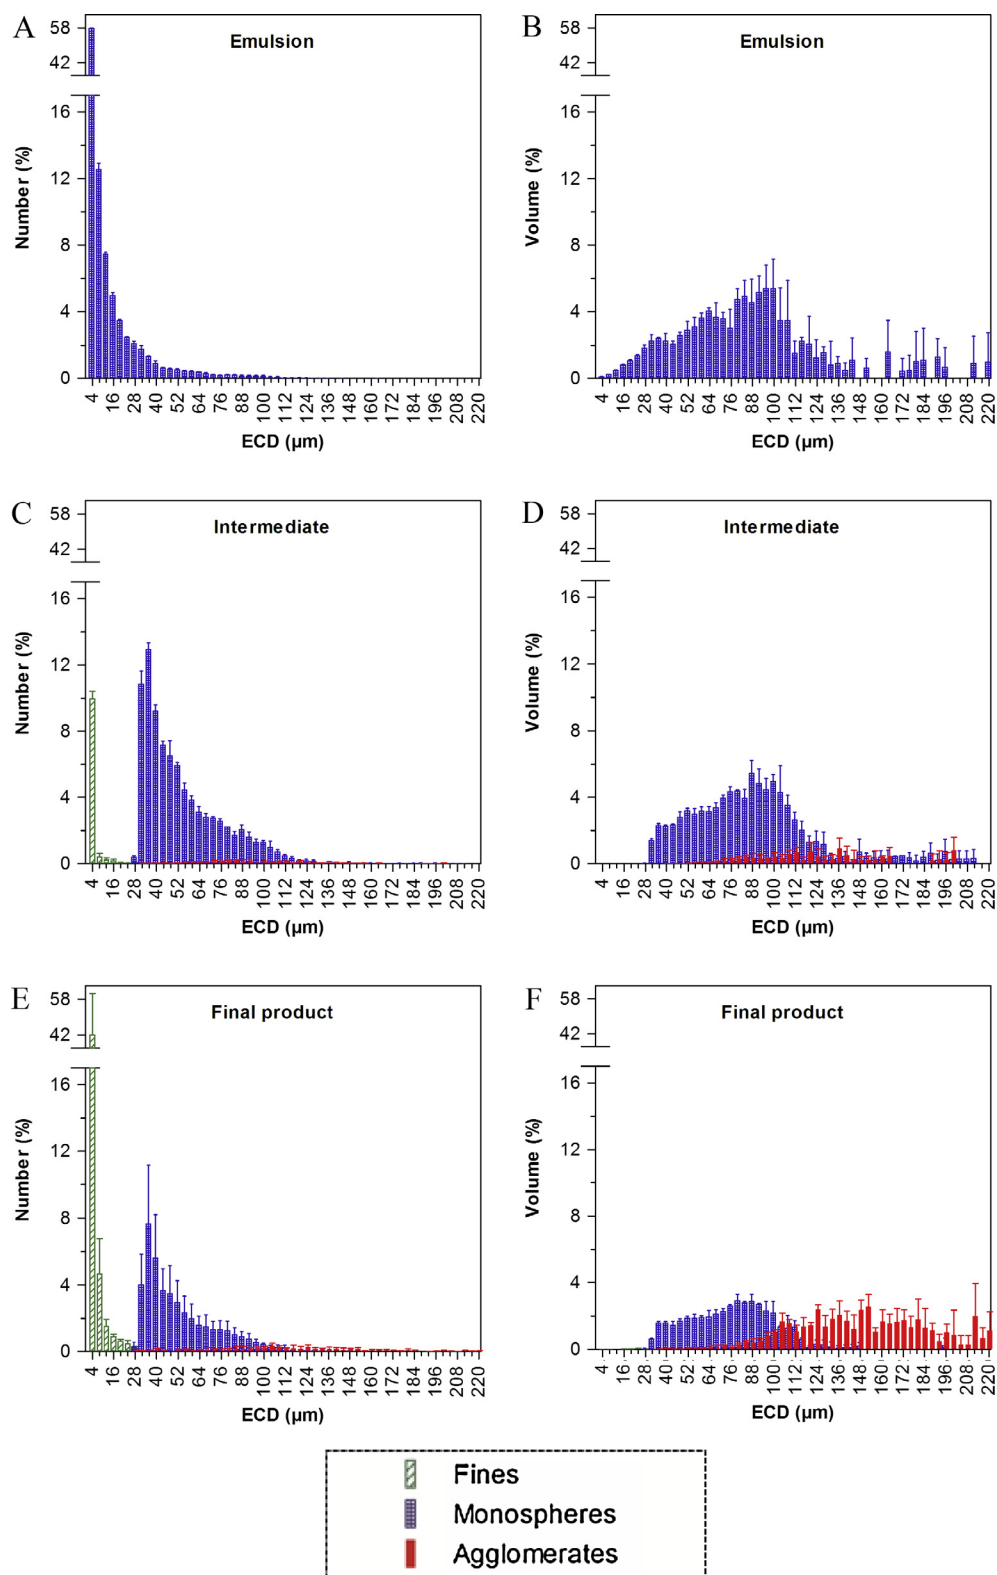 A
Emulsion
58
42
16
12
8
4
0
Number (%)
4 16 28 40 52 64 76 88 100 112 124 136 148 160 172 184 196 208 220
ECD (µm)
B
Emulsion
58
42
16
12
8
4
0
Volume (%)
4 16 28 40 52 64 76 88 100 112 124 136 148 160 172 184 196 208 220
ECD (µm)
C
Intermediate
58
42
16
12
8
4
0
Number (%)
4 16 28 40 52 64 76 88 100 112 124 136 148 160 172 184 196 208 220
ECD (µm)
D
Intermediate
58
42
16
12
8
4
0
Volume (%)
4 16 28 40 52 64 76 88 100 112 124 136 148 160 172 184 196 208 220
ECD (µm)
E
Final product
58
42
16
12
8
4
0
Number (%)
4 16 28 40 52 64 76 88 100 112 124 136 148 160 172 184 196 208 220
ECD (µm)
F
Final product
58
42
16
12
8
4
0
Volume (%)
4 16 28 40 52 64 76 88 100 112 124 136 148 160 172 184 196 202 220
ECD (µm)
Fines
Monospheres
Agglomerates